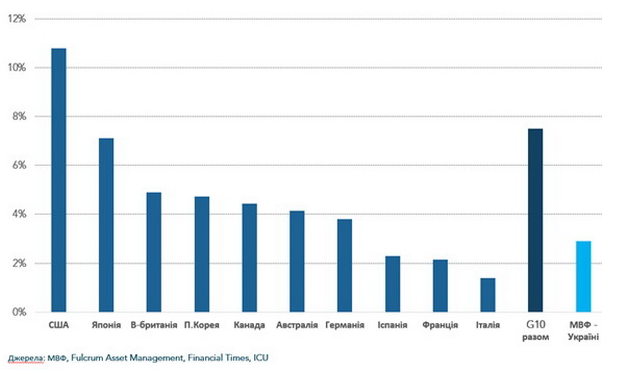 12%
10%
8%
6%
4%
2%
0%
США Японія В-британія П.Корея Канада Австралія Германія Іспанія Франція Італія G10 МВФ -
разом Україні
Джерела: МВФ, Fulcrum Asset Management, Financial Times, ICU